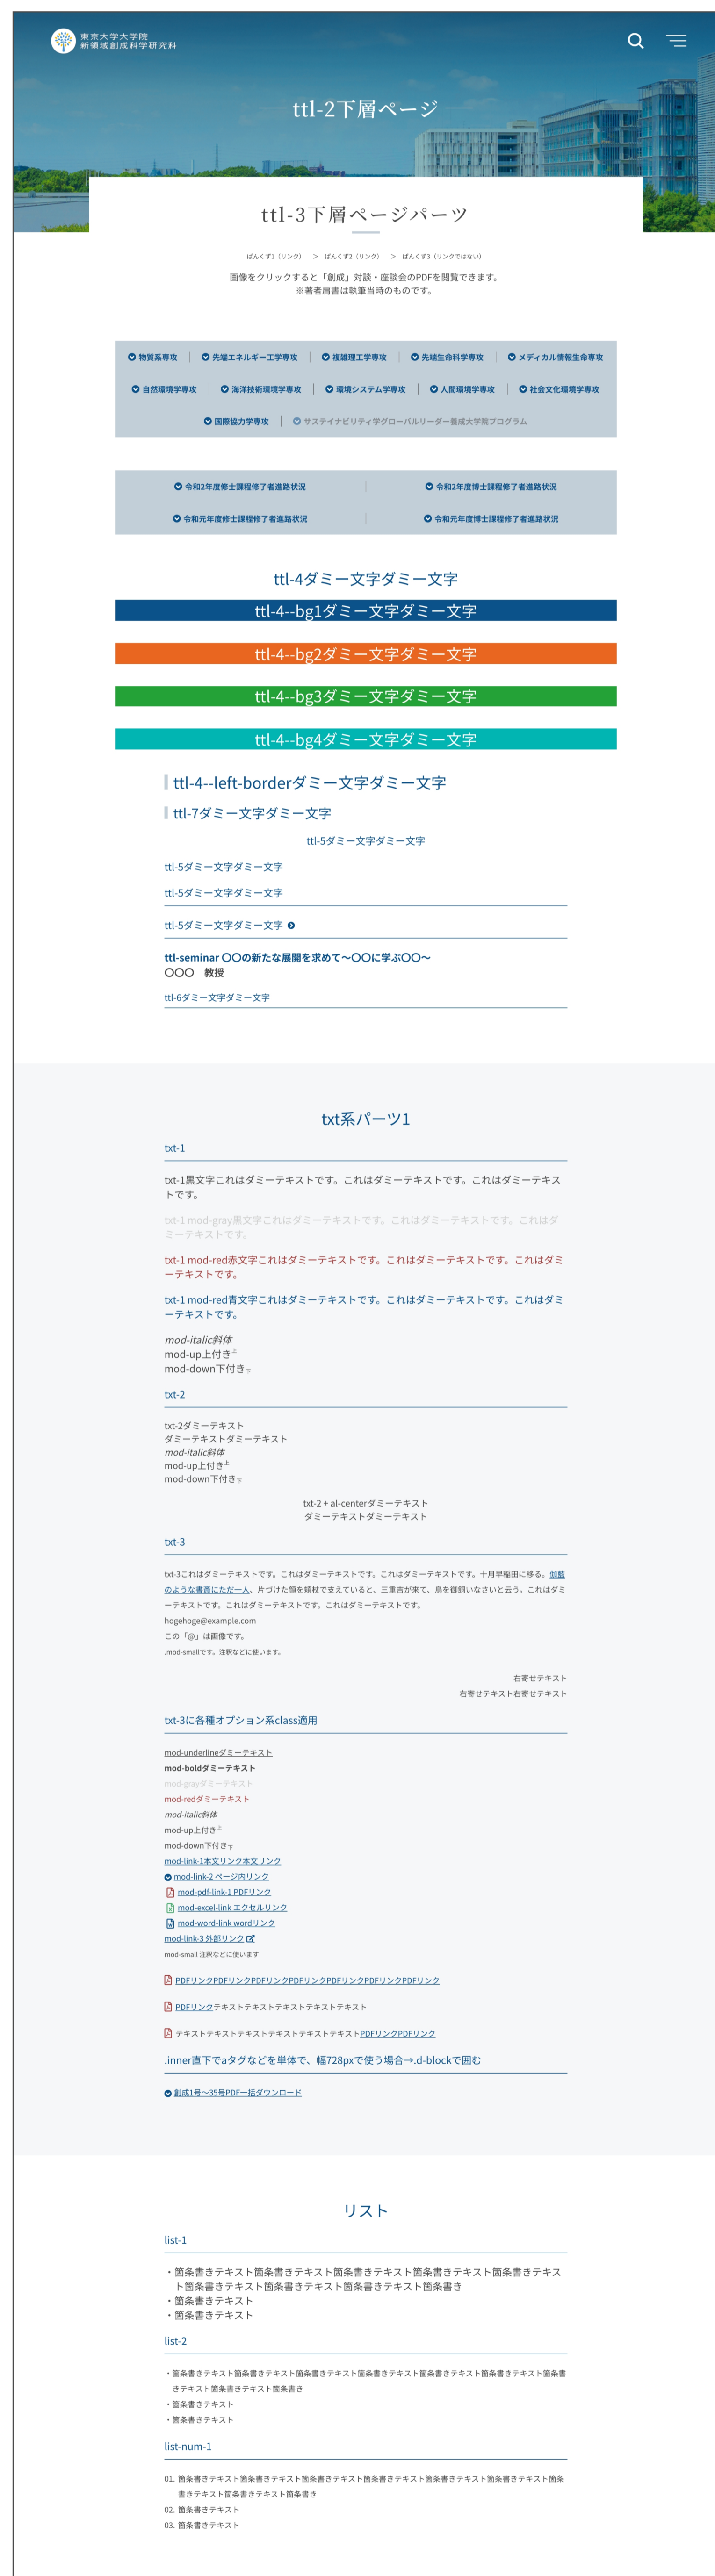 東京大学大学院
新領域創成科学研究科
ttl-2下層ページ
ttl-3下層ページパーツ
ぱんくず1（リンク） ＞ ぱんくず2（リンク） ＞ ぱんくず3（リンクではない）
画像をクリックすると「創成」対談・座談会のPDFを閲覧できます。
※著者肩書は執筆当時のものです。
物質系専攻 先端エネルギー工学専攻 複雑理工学専攻 先端生命科学専攻 メディカル情報生命専攻
自然環境学専攻 海洋技術環境学専攻 環境システム学専攻 人間環境学専攻 社会文化環境学専攻
国際協力学専攻 サステイナビリティ学グローバルリーダー養成大学院プログラム
令和2年度修士課程修了者進路状況 令和2年度博士課程修了者進路状況
令和元年度修士課程修了者進路状況 令和元年度博士課程修了者進路状況
ttl-4ダミー文字ダミー文字
ttl-4--bg1ダミー文字ダミー文字
ttl-4--bg2ダミー文字ダミー文字
ttl-4--bg3ダミー文字ダミー文字
ttl-4--bg4ダミー文字ダミー文字
ttl-4--left-borderダミー文字ダミー文字
ttl-7ダミー文字ダミー文字
ttl-5ダミー文字ダミー文字
ttl-5ダミー文字ダミー文字
ttl-5ダミー文字ダミー文字
ttl-5ダミー文字ダミー文字
ttl-seminar 〇〇の新たな展開を求めて〜〇〇に学ぶ〇〇〜
〇〇〇 教授
ttl-6ダミー文字ダミー文字
txt系パーツ1
txt-1
txt-1黒文字これはダミーテキストです。これはダミーテキストです。これはダミーテキス
トです。
txt-1 mod-gray黒文字これはダミーテキストです。これはダミーテキストです。これはダ
ミーテキストです。
txt-1 mod-red赤文字これはダミーテキストです。これはダミーテキストです。これはダミ
ーテキストです。
txt-1 mod-red青文字これはダミーテキストです。これはダミーテキストです。これはダミ
ーテキストです。
mod-italic斜体
mod-up上付き上
mod-down下付き下
txt-2
txt-2ダミーテキスト
ダミーテキストダミーテキスト
mod-italic斜体
mod-up上付き上
mod-down下付き下
txt-2 + al-centerダミーテキスト
ダミーテキストダミーテキスト
txt-3
txt-3これはダミーテキストです。これはダミーテキストです。これはダミーテキストです。十月早稲田に移る。伽藍
のような書斎にただ一人、片づけた顔を頬杖で支えていると、三重吉が来て、鳥を御飼いなさいと云う。これはダミ
ーテキストです。これはダミーテキストです。これはダミーテキストです。
hogehoge@example.com
この「@」は画像です。
.mod-smallです。注釈などに使います。
右寄せテキスト
右寄せテキスト右寄せテキスト
txt-3に各種オプション系class適用
mod-underlineダミーテキスト
mod-boldダミーテキスト
mod-grayダミーテキスト
mod-redダミーテキスト
mod-italic斜体
mod-up上付き上
mod-down下付き下
mod-link-1本文リンク本文リンク
mod-link-2 ページ内リンク
mod-pdf-link-1 PDFリンク
mod-excel-link エクセルリンク
mod-word-link wordリンク
mod-link-3 外部リンク
mod-small 注釈などに使います
PDFリンクPDFリンクPDFリンクPDFリンクPDFリンクPDFリンクPDFリンク
PDFリンクテキストテキストテキストテキストテキスト
テキストテキストテキストテキストテキストテキストPDFリンクPDFリンク
.inner直下でaタグなどを単体で、幅728pxで使う場合→.d-blockで囲む
創成1号〜35号PDF一括ダウンロード
リスト
list-1
・箇条書きテキスト箇条書きテキスト箇条書きテキスト箇条書きテキスト箇条書きテキス
ト箇条書きテキスト箇条書きテキスト箇条書きテキスト箇条書き
・箇条書きテキスト
・箇条書きテキスト
list-2
・箇条書きテキスト箇条書きテキスト箇条書きテキスト箇条書きテキスト箇条書きテキスト箇条書きテキスト箇条書
きテキスト箇条書きテキスト箇条書き
・箇条書きテキスト
・箇条書きテキスト
list-num-1
01. 箇条書きテキスト箇条書きテキスト箇条書きテキスト箇条書きテキスト箇条書きテキスト箇条書きテキスト箇条
書きテキスト箇条書きテキスト箇条書き
02. 箇条書きテキスト
03. 箇条書きテキスト